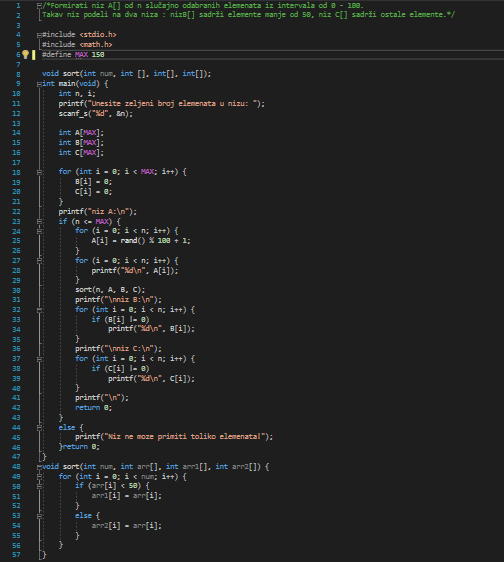 1 /*Formirati niz A[] od n slučajno odabranih elemenata iz intervala od 0 - 100.
2 Takav niz podeli na dva niza : nizB[] sadrži elemente manje od 50, niz C[] sadrži ostale elemente.*/
3
4 #include <stdio.h>
5 #include <math.h>
6 #define MAX 150
7
8 void sort(int num, int [], int[], int[]);
9 int main(void) {
10 int n, i;
11 printf("Unesite zeljeni broj elemenata u nizu: ");
12 scanf_s("%d", &n);
13
14 int A[MAX];
15 int B[MAX];
16 int C[MAX];
17
18 for (int i = 0; i < MAX; i++) {
19 B[i] = 0;
20 C[i] = 0;
21 }
22 printf("niz A:\n");
23 if (n <= MAX) {
24 for (i = 0; i < n; i++) {
25 A[i] = rand() % 100 + 1;
26 }
27 for (i = 0; i < n; i++) {
28 printf("%d\n", A[i]);
29 }
30 sort(n, A, B, C);
31 printf("\nniz B:\n");
32 for (int i = 0; i < n; i++) {
33 if (B[i] != 0)
34 printf("%d\n", B[i]);
35 }
36 printf("\nniz C:\n");
37 for (int i = 0; i < n; i++) {
38 if (C[i] != 0)
39 printf("%d\n", C[i]);
40 }
41 printf("\n");
42 return 0;
43 }
44 else {
45 printf("Niz ne moze primiti toliko elemenata!");
46 }return 0;
47 }
48 void sort(int num, int arr[], int arr1[], int arr2[]) {
49 for (int i = 0; i < num; i++) {
50 if (arr[i] < 50) {
51 arr1[i] = arr[i];
52 }
53 else {
54 arr2[i] = arr[i];
55 }
56 }
57 }